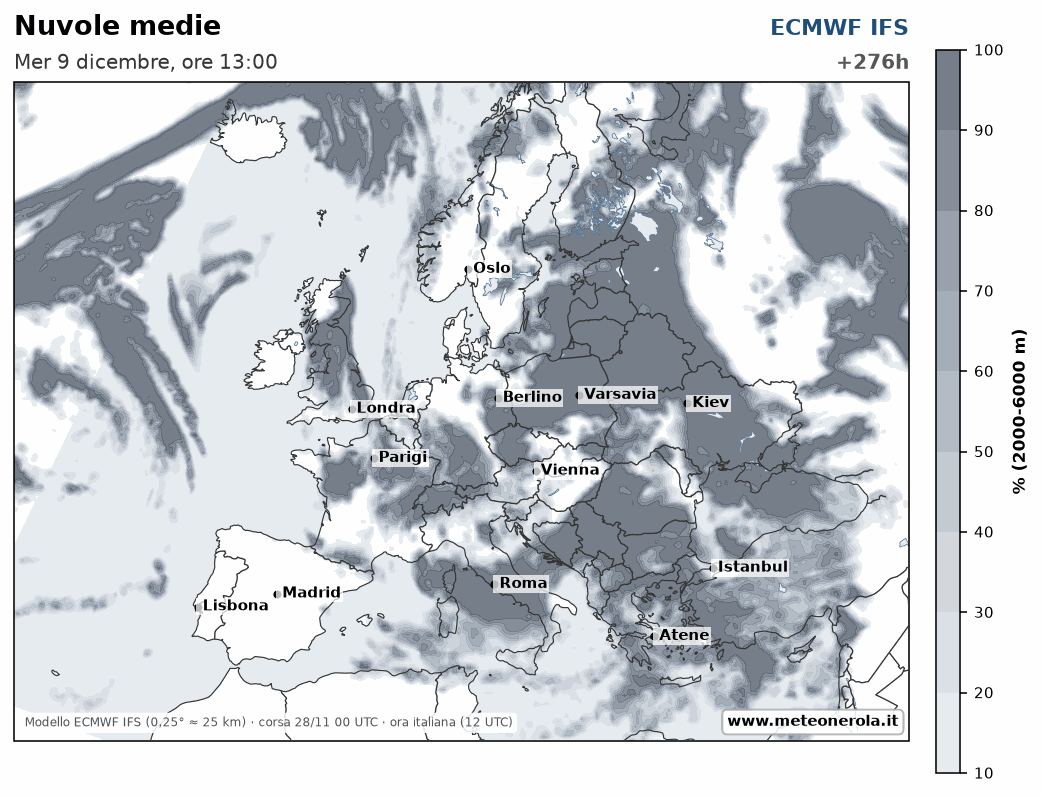 Nuvole medie
ECMWF IFS
Mer 9 dicembre, ore 13:00
+276h
100
90
80
70
60
50
40
30
20
10
% (2000-6000 m)
Oslo
Berlino
Varsavia
Kiev
Londra
Parigi
Vienna
Istanbul
Roma
Madrid
Lisbona
Atene
Modello ECMWF IFS (0,25° ≈ 25 km) · corsa 28/11 00 UTC · ora italiana (12 UTC)
www.meteonerola.it